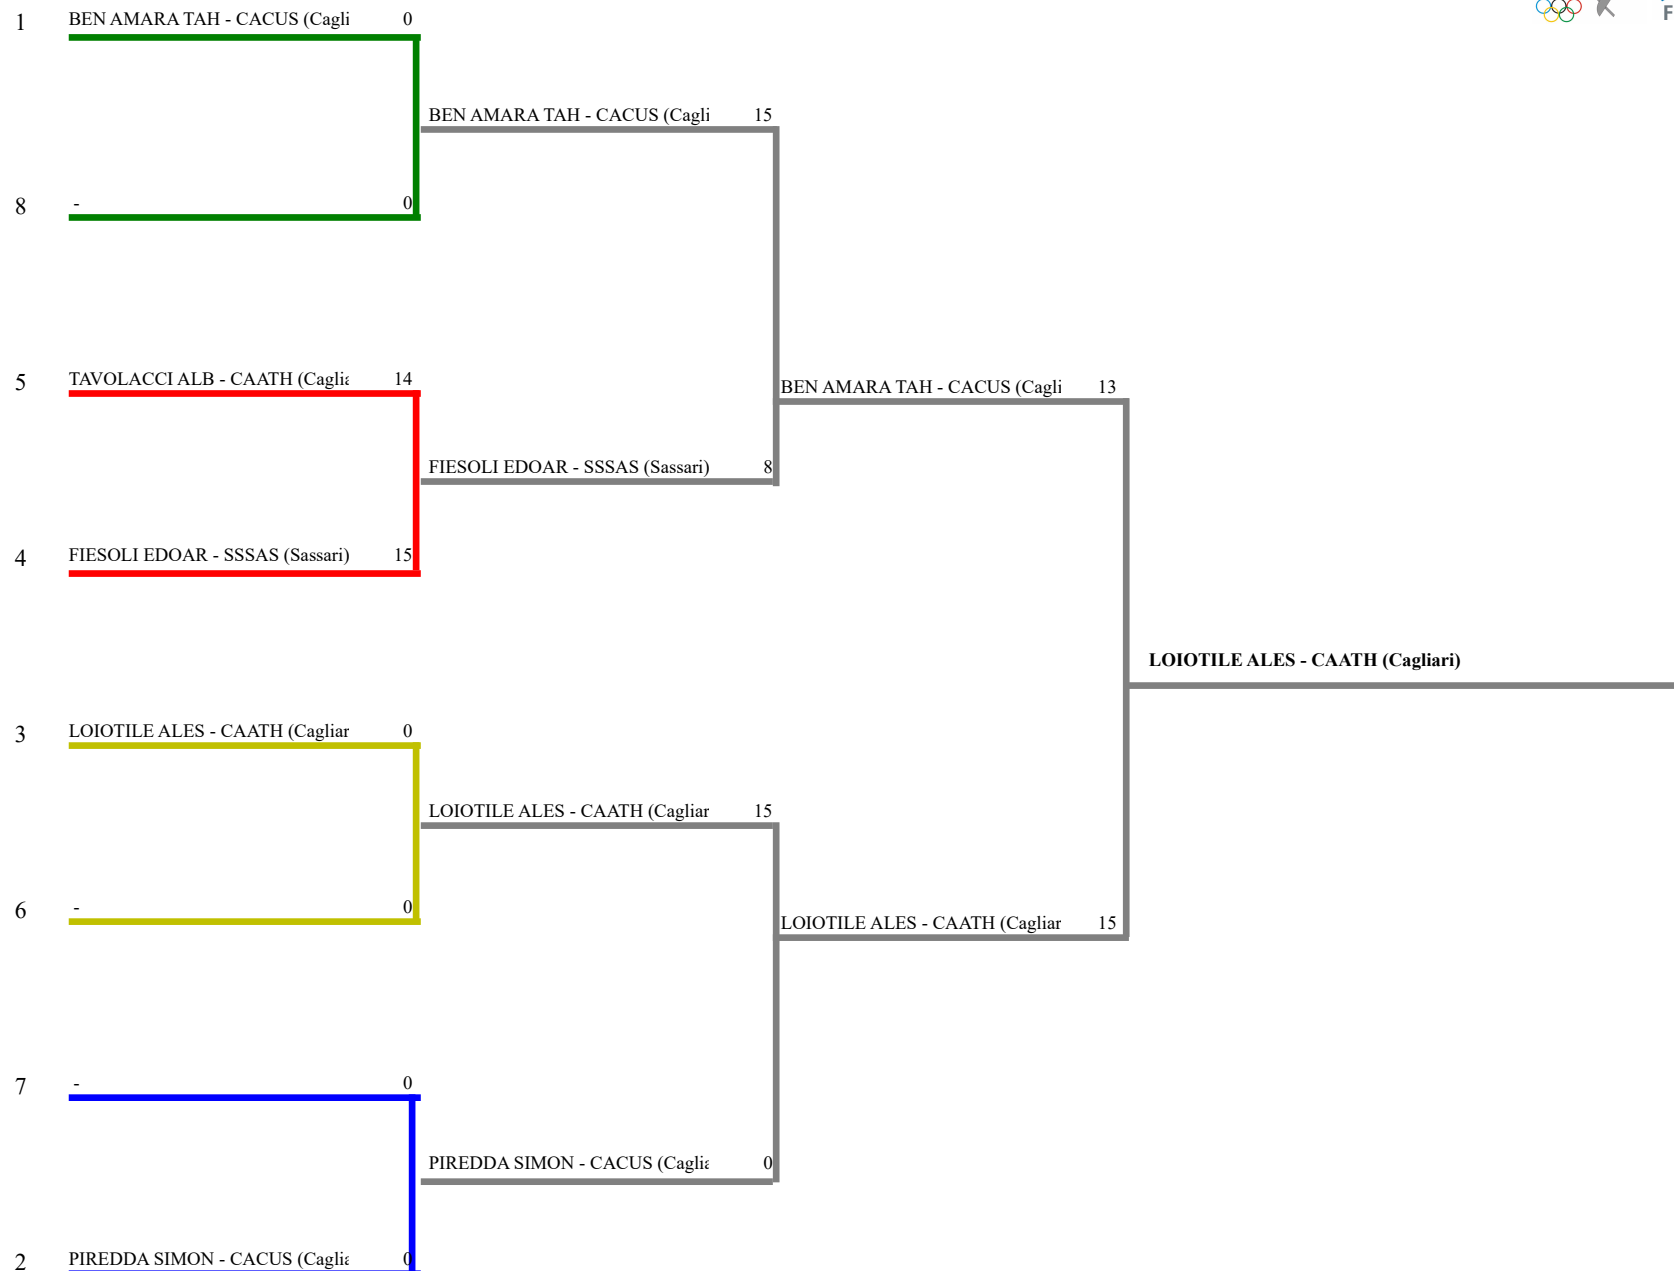 1 BEN AMARA TAH - CACUS (Cagli 0
F
BEN AMARA TAH - CACUS (Cagli 15
8 - 0
5 TAVOLACCI ALB - CAATH (Caglia 14
BEN AMARA TAH - CACUS (Cagli 13
FIESOLI EDOAR - SSSAS (Sassari) 8
4 FIESOLI EDOAR - SSSAS (Sassari) 15
LOIOTILE ALES - CAATH (Cagliari)
3 LOIOTILE ALES - CAATH (Cagliar 0
LOIOTILE ALES - CAATH (Cagliar 15
6 - 0
LOIOTILE ALES - CAATH (Cagliar 15
7 - 0
PIREDDA SIMON - CACUS (Caglia 0
2 PIREDDA SIMON - CACUS (Caglia 0